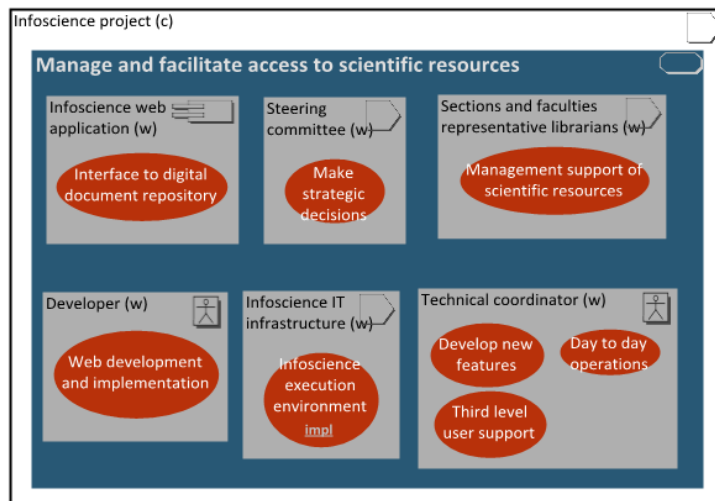 Infoscience project (c)
Manage and facilitate access to scientific resources
Infoscience web
application (w)
Interface to digital
document repository
Steering
committee (w)
Make
strategic
decisions
Sections and faculties
representative librarians (w)
Management support of
scientific resources
Developer (w)
Web development
and implementation
Infoscience IT
infrastructure (w)
Infoscience
execution
environment
impl
Technical coordinator (w)
Develop new
features
Day to day
operations
Third level
user support